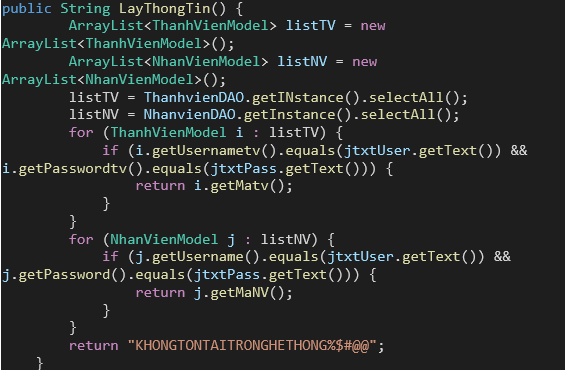 public String LayThongTin() {
        ArrayList<ThanhVienModel> listTV = new
ArrayList<ThanhVienModel>();
        ArrayList<NhanVienModel> listNV = new
ArrayList<NhanVienModel>();
        listTV = ThanhvienDAO.getINstance().selectAll();
        listNV = NhanvienDAO.getInstance().selectAll();
        for (ThanhVienModel i : listTV) {
            if (i.getUsernametv().equals(jtxtUser.getText()) &&
i.getPasswordtv().equals(jtxtPass.getText())) {
                return i.getMatv();
            }
        }
        for (NhanVienModel j : listNV) {
            if (j.getUsername().equals(jtxtUser.getText()) &&
j.getPassword().equals(jtxtPass.getText())) {
                return j.getMaNV();
            }
        }
        return "KHONGTONTAITRONGHETHONG%$#@@";
    }